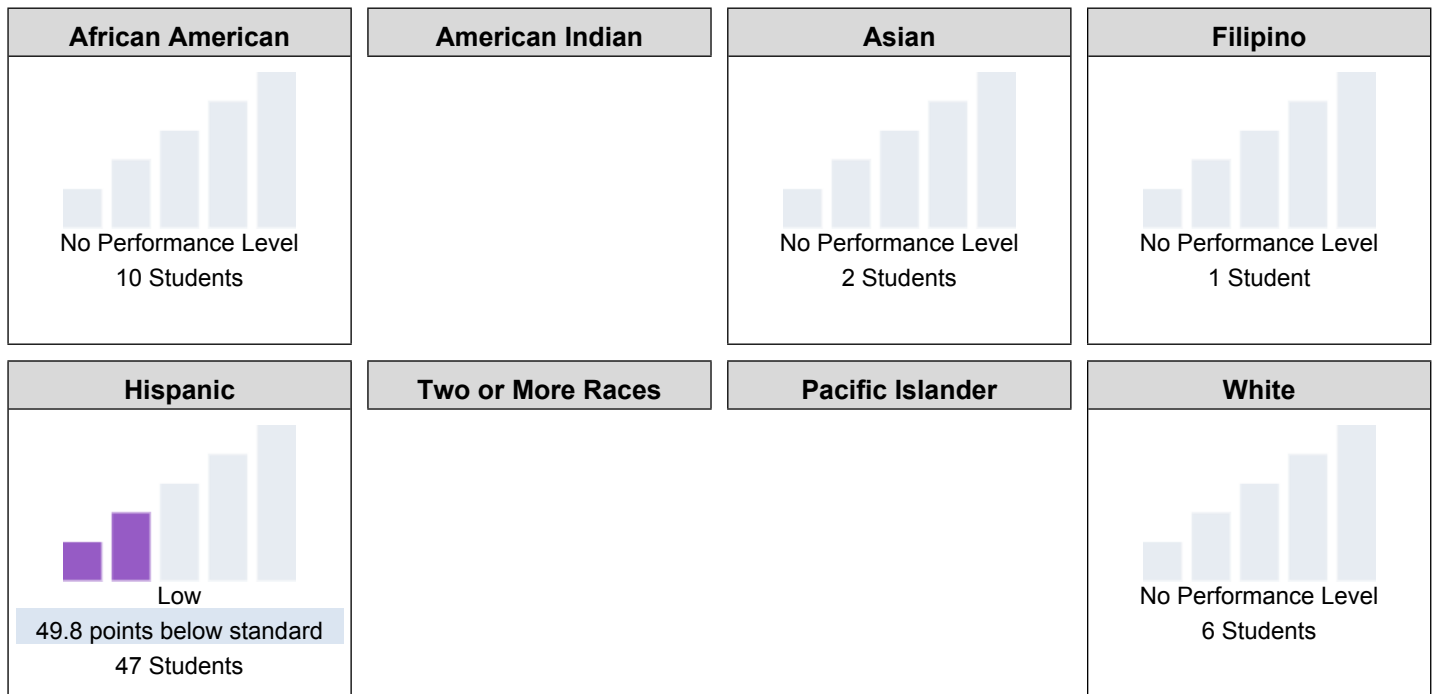 African American
No Performance Level
10 Students
American Indian
Asian
No Performance Level
2 Students
Filipino
No Performance Level
1 Student
Hispanic
Low
49.8 points below standard
47 Students
Two or More Races
Pacific Islander
White
No Performance Level
6 Students